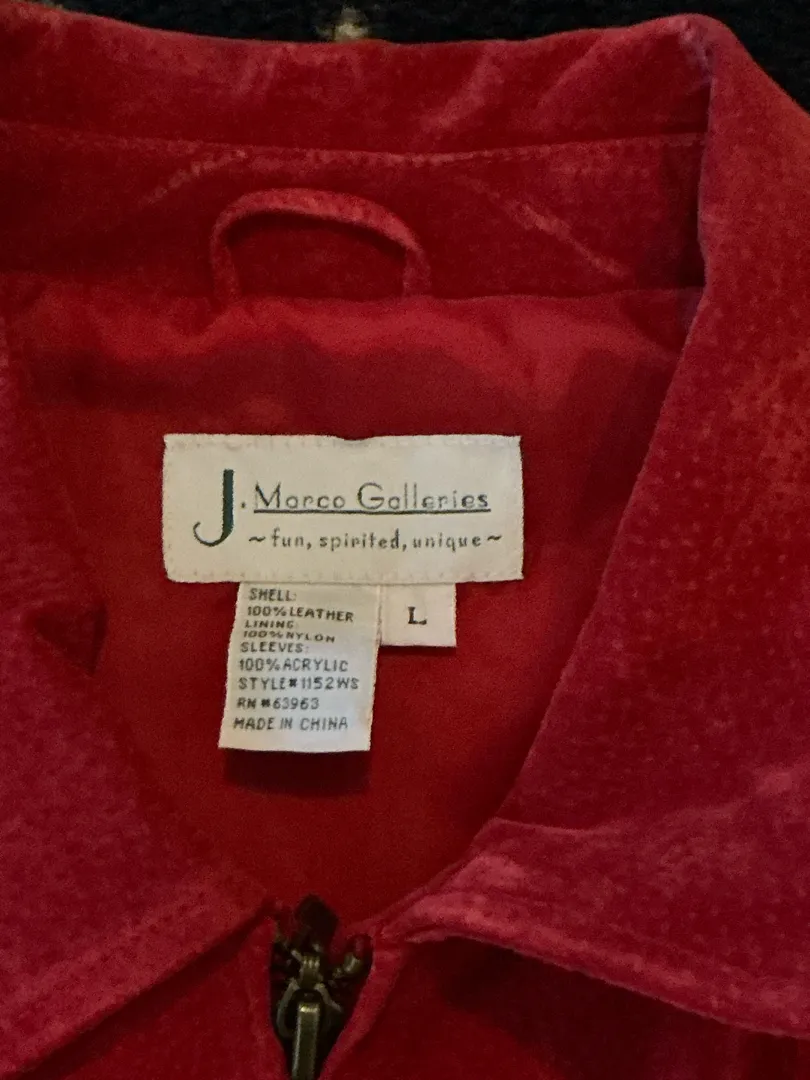 J. Marco Galleries
~fun, spirited, unique~
SHELL:
100% LEATHER
LINING:
100% NYLON
SLEEVES:
100% ACRYLIC
STYLE# 1152WS
RN #63963
MADE IN CHINA
L